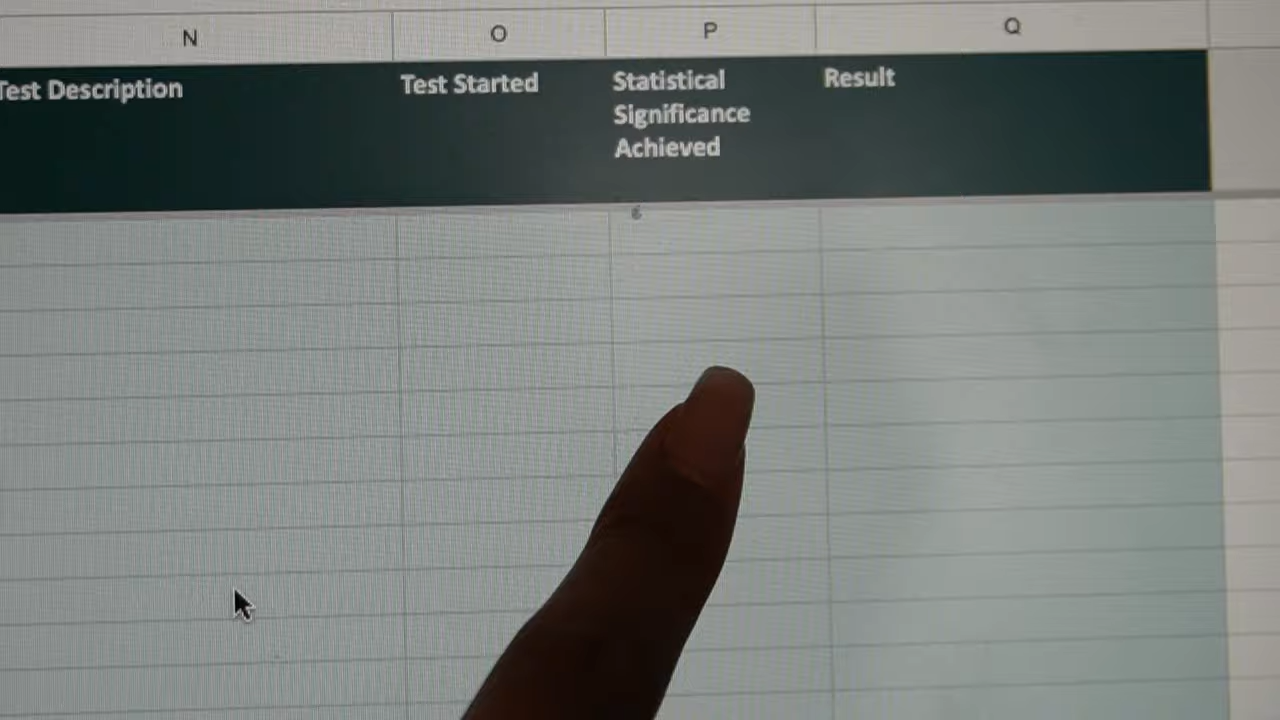 N O P Q
Test Description Test Started Statistical Result
Significance
Achieved